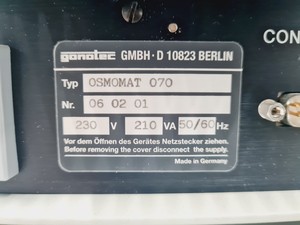 gonotec GMBH · D 10823 BERLIN
CON
Typ OSMOMAT 070
Nr. 06 02 01
230 V 210 VA 50/60 Hz
Vor dem Öffnen des Gerätes Netzstecker ziehen.
Before removing the cover disconnect the supply.
Made in Germany